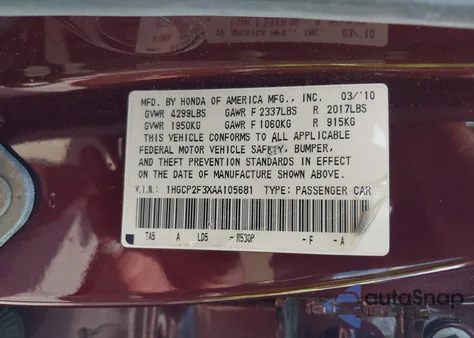 MFD. BY HONDA OF AMERICA MFG., INC. 03/'10
GVWR 4299LBS GAWR F 2337LBS R 2017LBS
GVWR 1950KG GAWR F 1060KG R 915KG
THIS VEHICLE CONFORMS TO ALL APPLICABLE
FEDERAL MOTOR VEHICLE SAFETY, BUMPER,
AND THEFT PREVENTION STANDARDS IN EFFECT
ON THE DATE OF MANUFACTURE SHOWN ABOVE.
V.I.N.: 1HGCP2F3XAA105681 TYPE: PASSENGER CAR
TA5 A LD5 - R530P -F -A
autoSnap